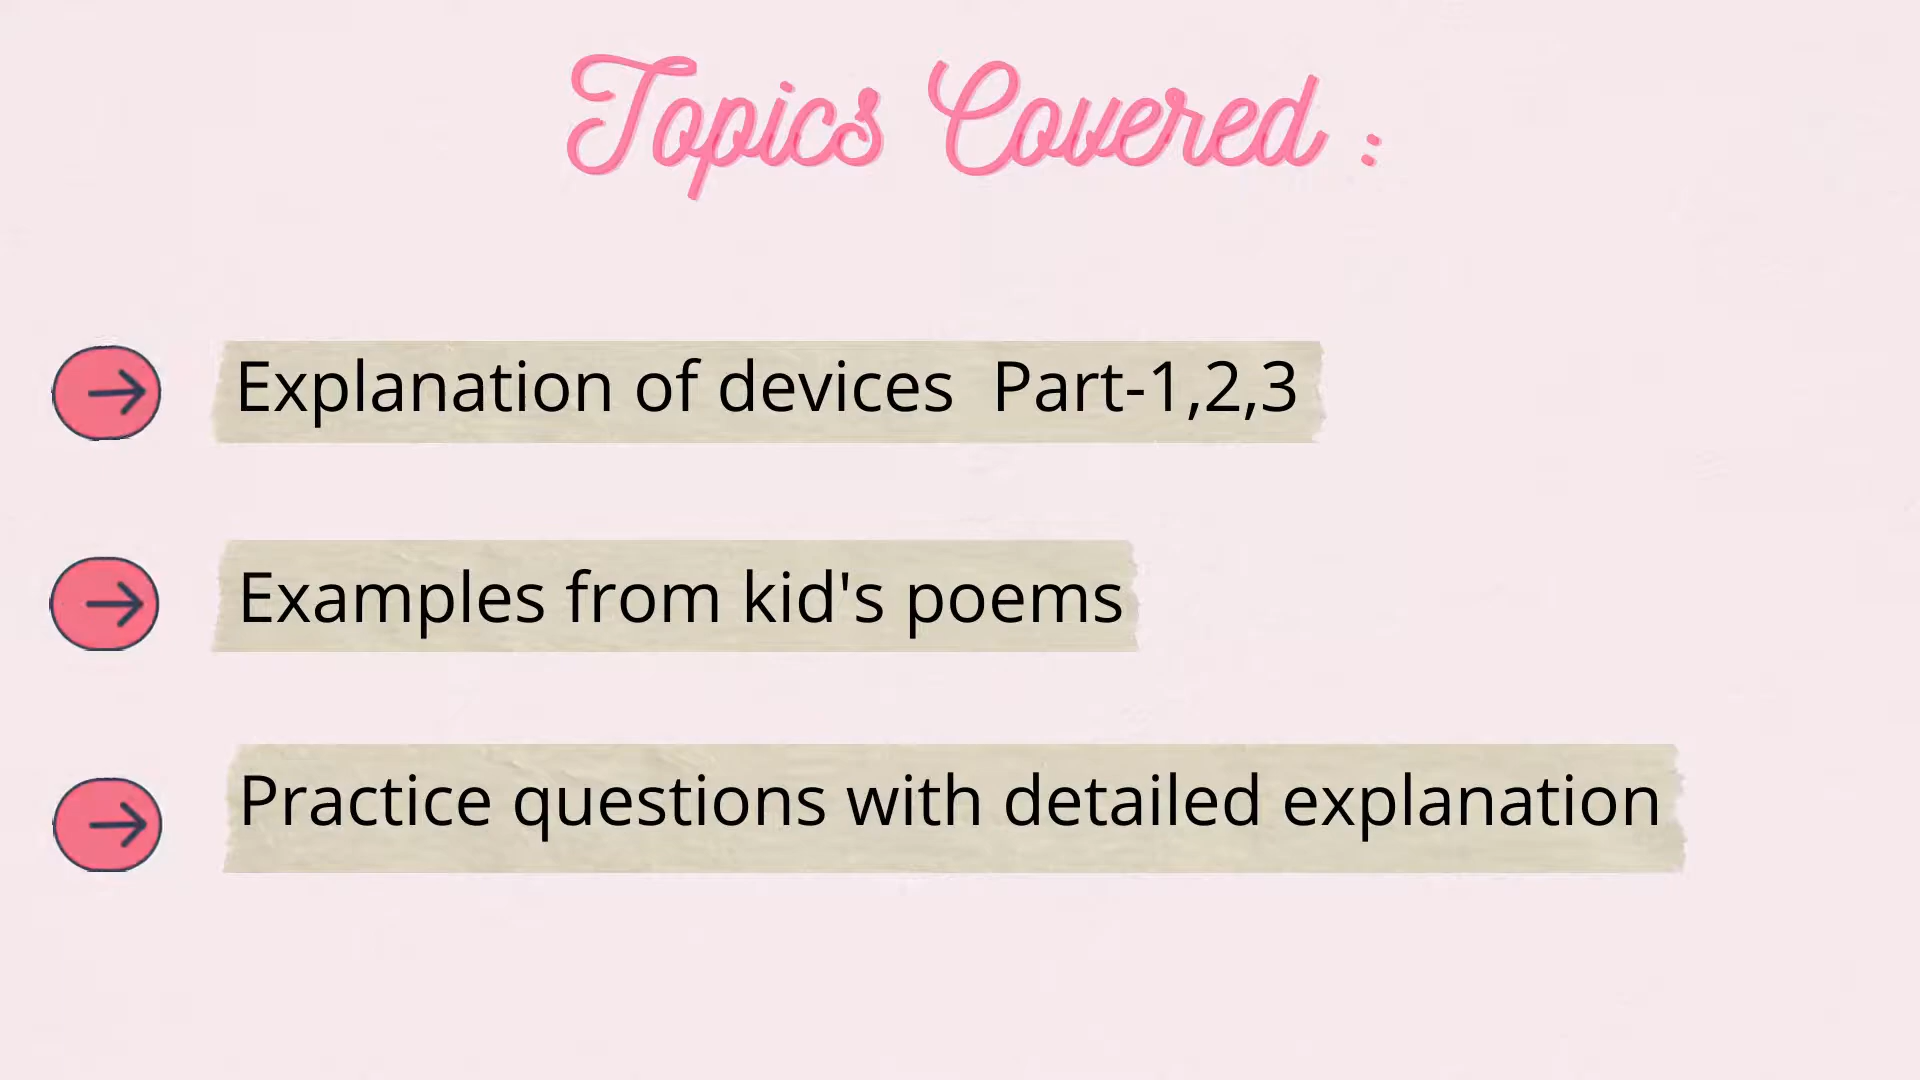 Topics Covered :
Explanation of devices  Part-1,2,3
Examples from kid's poems
Practice questions with detailed explanation